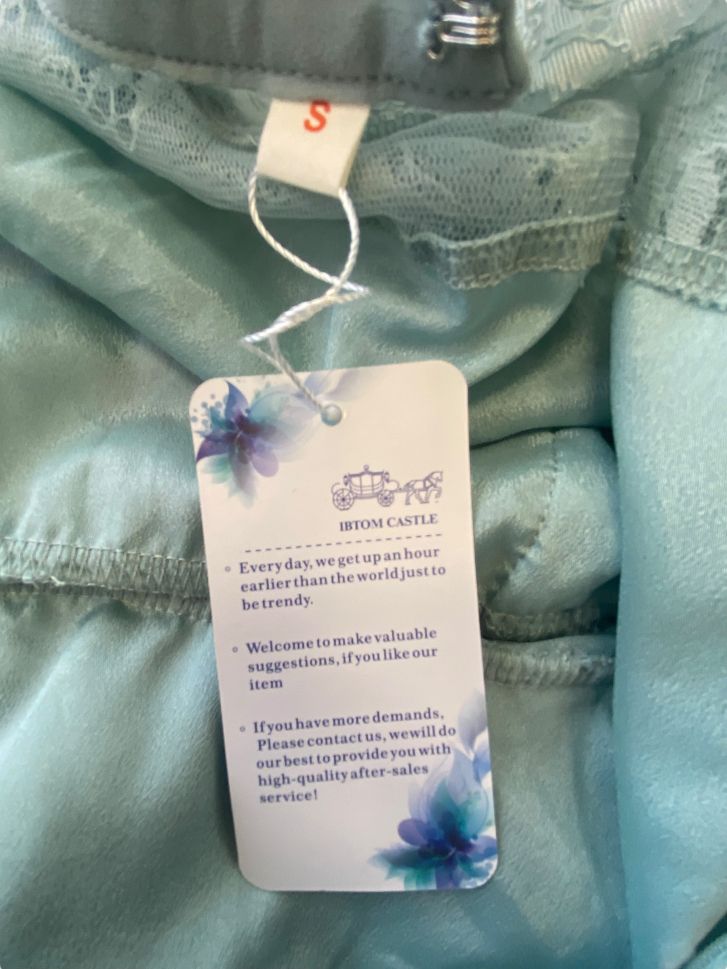 S
IBTOM CASTLE
Every day, we get up an hour
earlier than the world just to
be trendy.
Welcome to make valuable
suggestions, if you like our
item
If you have more demands,
Please contact us, we will do
our best to provide you with
high-quality after-sales
service!